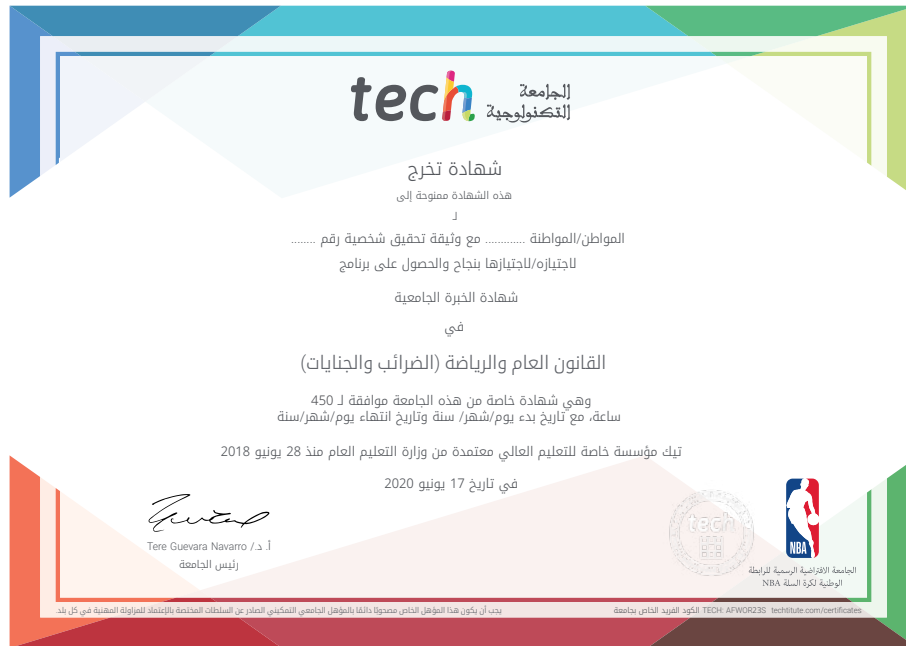 tech الجامعة
التكنولوجية
شهادة تخرج
هذه الشهادة ممنوحة إلى
لـ
المواطن/المواطنة ............ مع وثيقة تحقيق شخصية رقم ........
لاجتيازه/لاجتيازها بنجاح والحصول على برنامج
شهادة الخبرة الجامعية
في
القانون العام والرياضة (الضرائب والجنايات)
وهي شهادة خاصة من هذه الجامعة موافقة لـ 450
ساعة، مع تاريخ بدء يوم/شهر/ سنة وتاريخ انتهاء يوم/شهر/سنة
تيك مؤسسة خاصة للتعليم العالي معتمدة من وزارة التعليم العام منذ 28 يونيو 2018
في تاريخ 17 يونيو 2020
أ. د./ Tere Guevara Navarro
رئيس الجامعة
tech
NBA
الجامعة الافتراضية الرسمية للرابطة
الوطنية لكرة السلة NBA
يجب أن يكون هذا المؤهل الخاص مصحوبًا دائمًا بالمؤهل الجامعي التمكيني الصادر عن السلطات المختصة بالإعتماد للمزاولة المهنية في كل بلد.
الكود الفريد الخاص بجامعة TECH: AFWOR23S techtitute.com/certificates